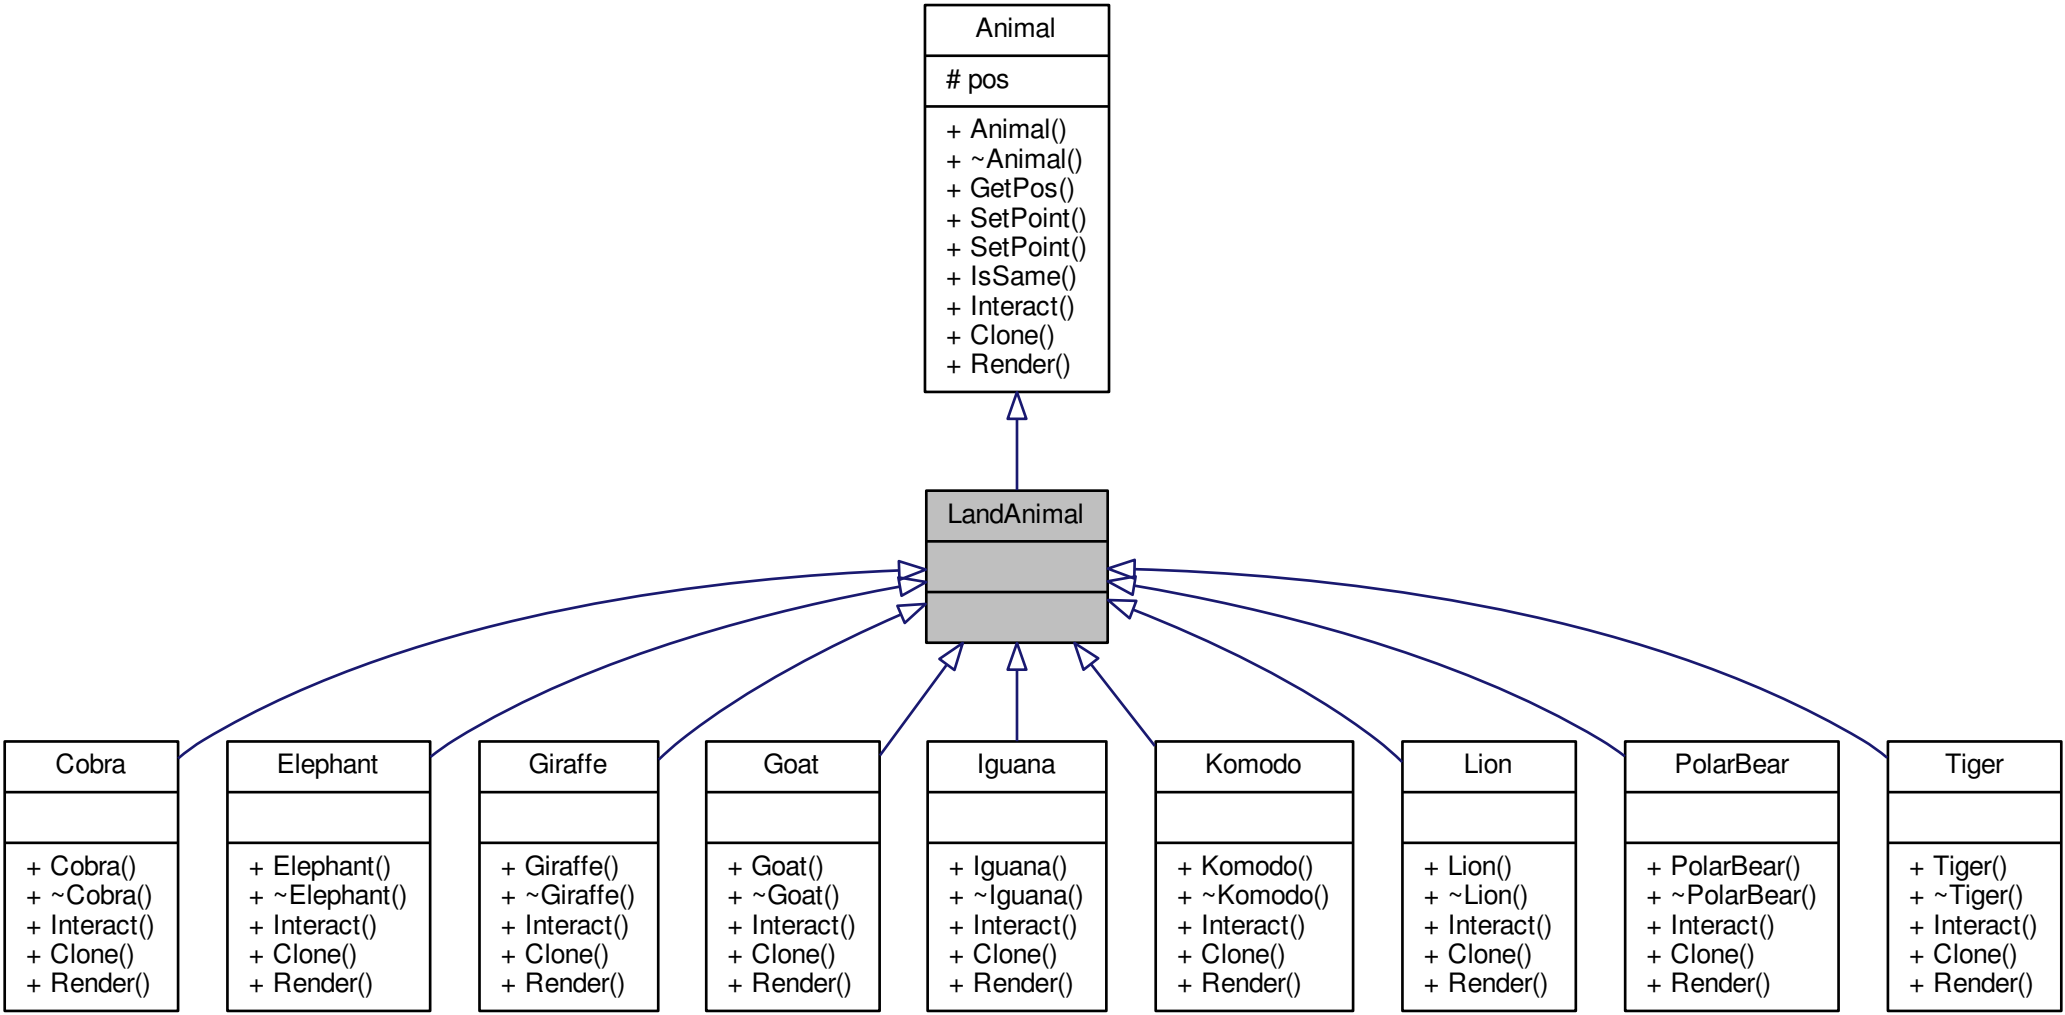 Animal
# pos
+ Animal()
+ ~Animal()
+ GetPos()
+ SetPoint()
+ SetPoint()
+ IsSame()
+ Interact()
+ Clone()
+ Render()
LandAnimal
Cobra
+ Cobra()
+ ~Cobra()
+ Interact()
+ Clone()
+ Render()
Elephant
+ Elephant()
+ ~Elephant()
+ Interact()
+ Clone()
+ Render()
Giraffe
+ Giraffe()
+ ~Giraffe()
+ Interact()
+ Clone()
+ Render()
Goat
+ Goat()
+ ~Goat()
+ Interact()
+ Clone()
+ Render()
Iguana
+ Iguana()
+ ~Iguana()
+ Interact()
+ Clone()
+ Render()
Komodo
+ Komodo()
+ ~Komodo()
+ Interact()
+ Clone()
+ Render()
Lion
+ Lion()
+ ~Lion()
+ Interact()
+ Clone()
+ Render()
PolarBear
+ PolarBear()
+ ~PolarBear()
+ Interact()
+ Clone()
+ Render()
Tiger
+ Tiger()
+ ~Tiger()
+ Interact()
+ Clone()
+ Render()